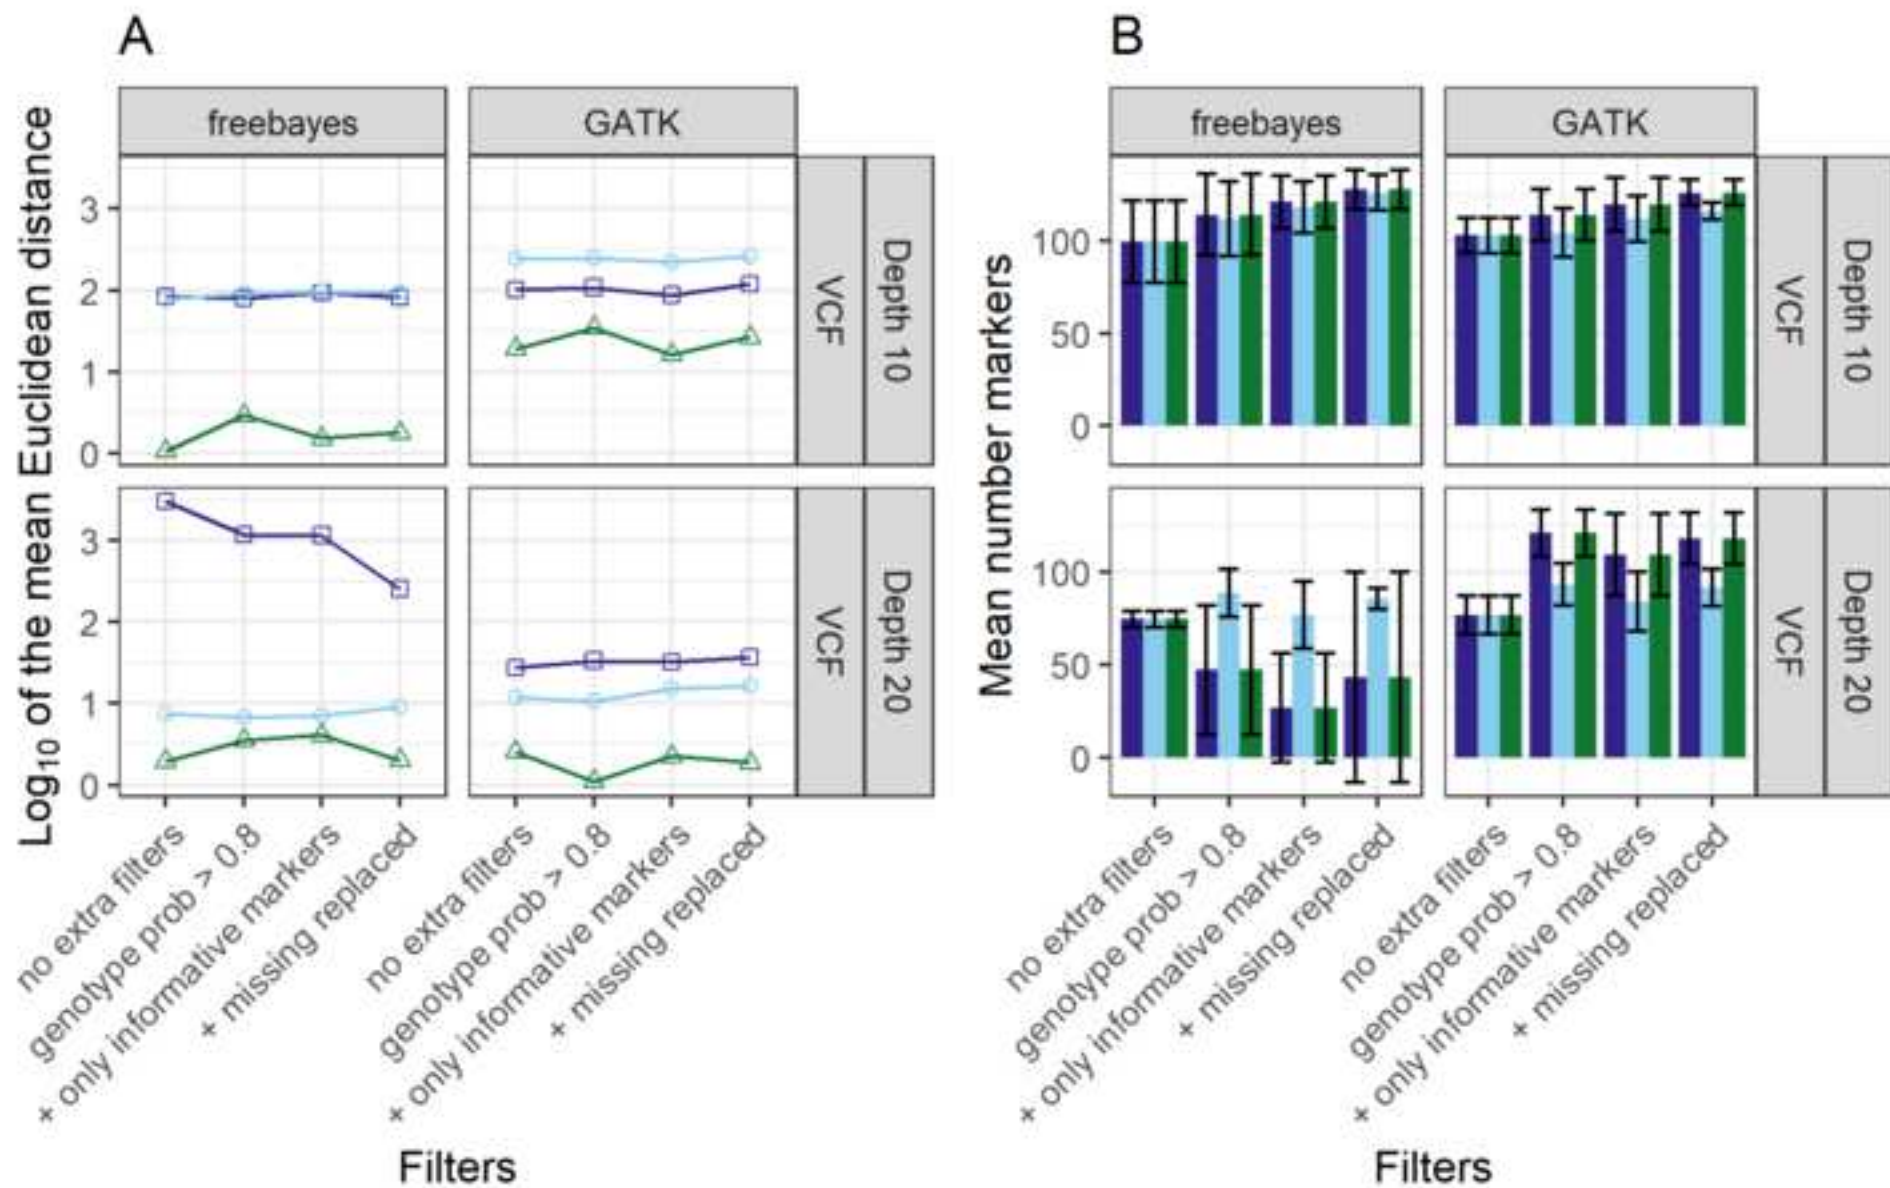 A
freebayes
GATK
Log10 of the mean Euclidean distance
3
2
1
0
VCF
Depth 10
3
2
1
0
VCF
Depth 20
no extra filters
genotype prob > 0.8
+ only informative markers
+ missing replaced
no extra filters
genotype prob > 0.8
+ only informative markers
+ missing replaced
Filters
B
freebayes
GATK
Mean number markers
100
50
0
VCF
Depth 10
100
50
0
VCF
Depth 20
no extra filters
genotype prob > 0.8
+ only informative markers
+ missing replaced
no extra filters
genotype prob > 0.8
+ only informative markers
+ missing replaced
Filters